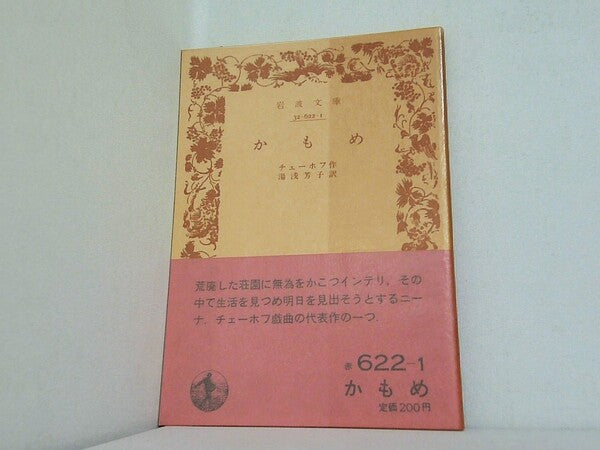 岩波文庫
32-622-1
かもめ
チェーホフ作
湯浅芳子訳
荒廃した荘園に無為をかこつインテリ，その
中で生活を見つめ明日を見出そうとするニー
ナ．チェーホフ戯曲の代表作の一つ．
赤 622-1
かもめ
定価200円